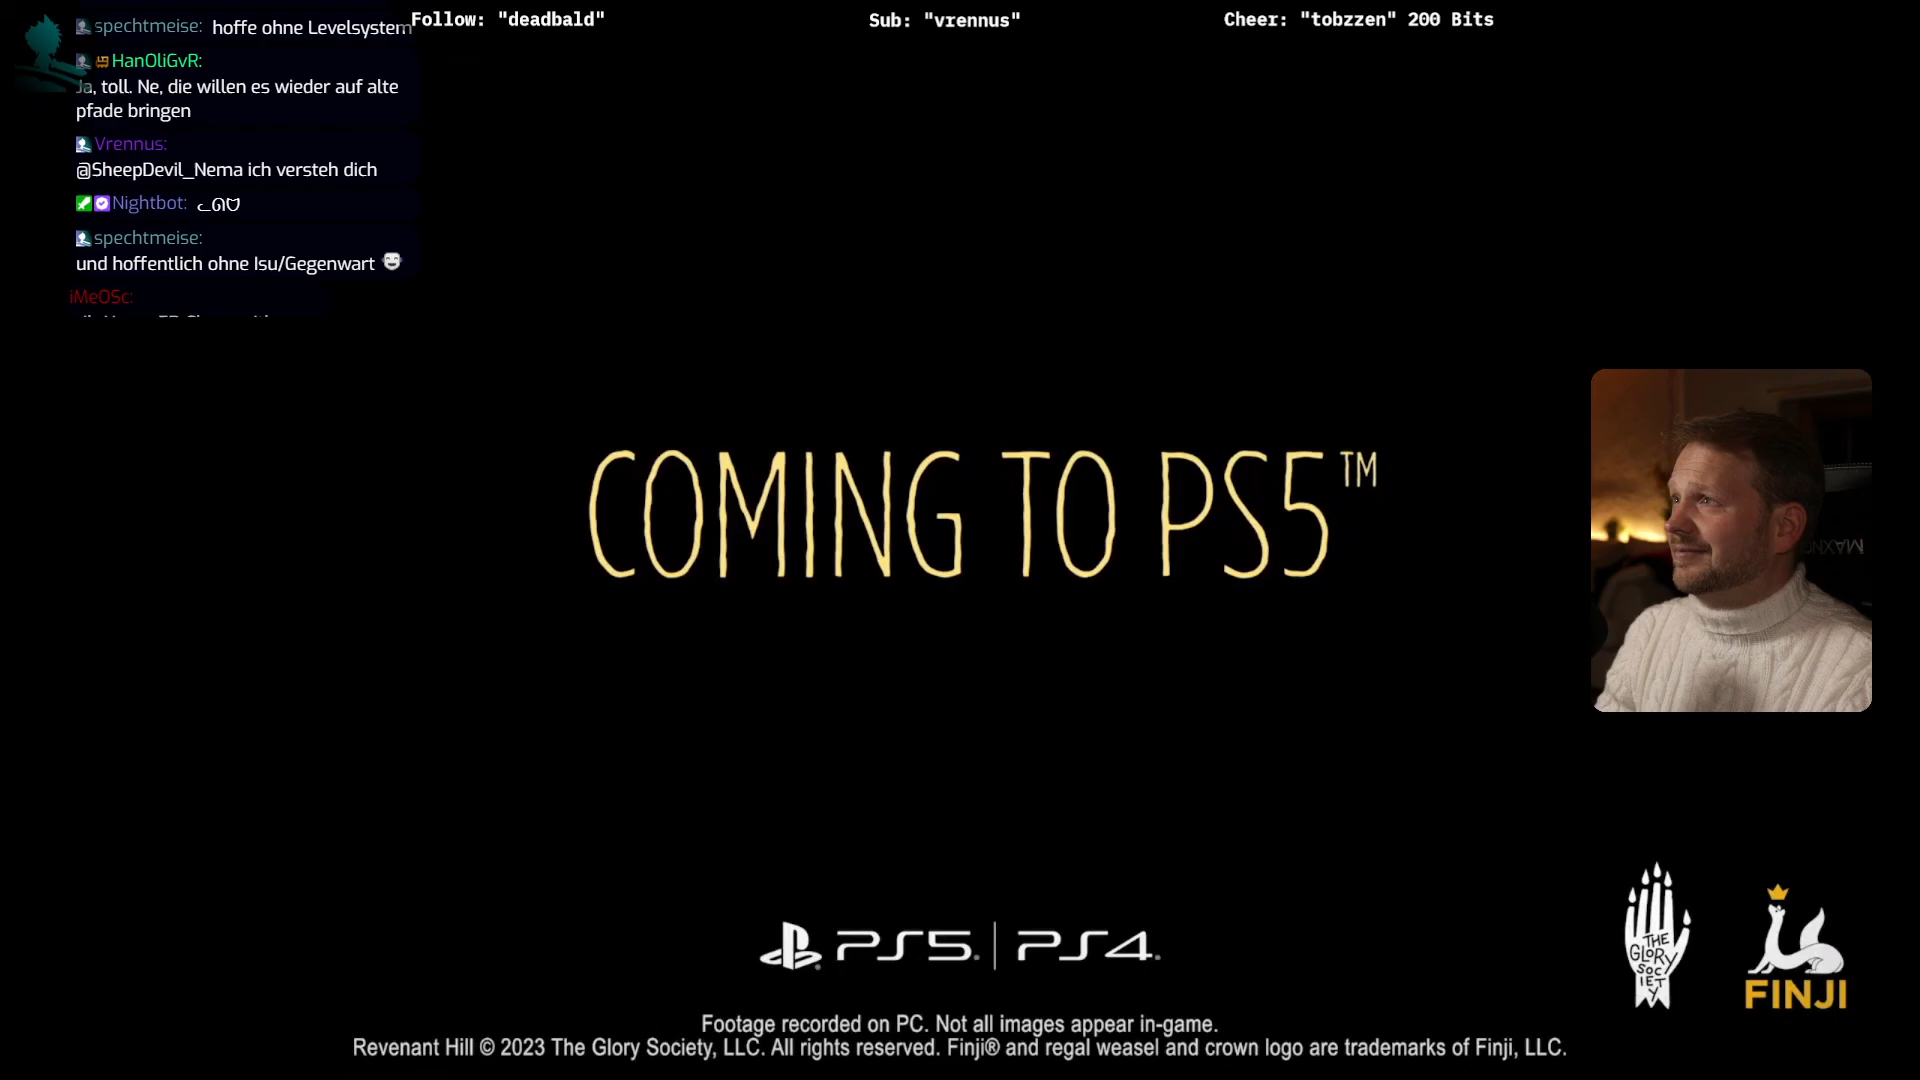 spechtmeise: hoffe ohne Levelsystem
Follow: "deadbald"
Sub: "vrennus"
Cheer: "tobzzen" 200 Bits
HanOliGvR:
Ja, toll. Ne, die willen es wieder auf alte
pfade bringen
Vrennus:
@SheepDevil_Nema ich versteh dich
Nightbot:
spechtmeise:
und hoffentlich ohne Isu/Gegenwart
iMeOSc:
COMING TO PS5™
MAXNO
PS5 | PS4
THE
GLORY
SOC
IET
Y
FINJI
Footage recorded on PC. Not all images appear in-game.
Revenant Hill © 2023 The Glory Society, LLC. All rights reserved. Finji® and regal weasel and crown logo are trademarks of Finji, LLC.